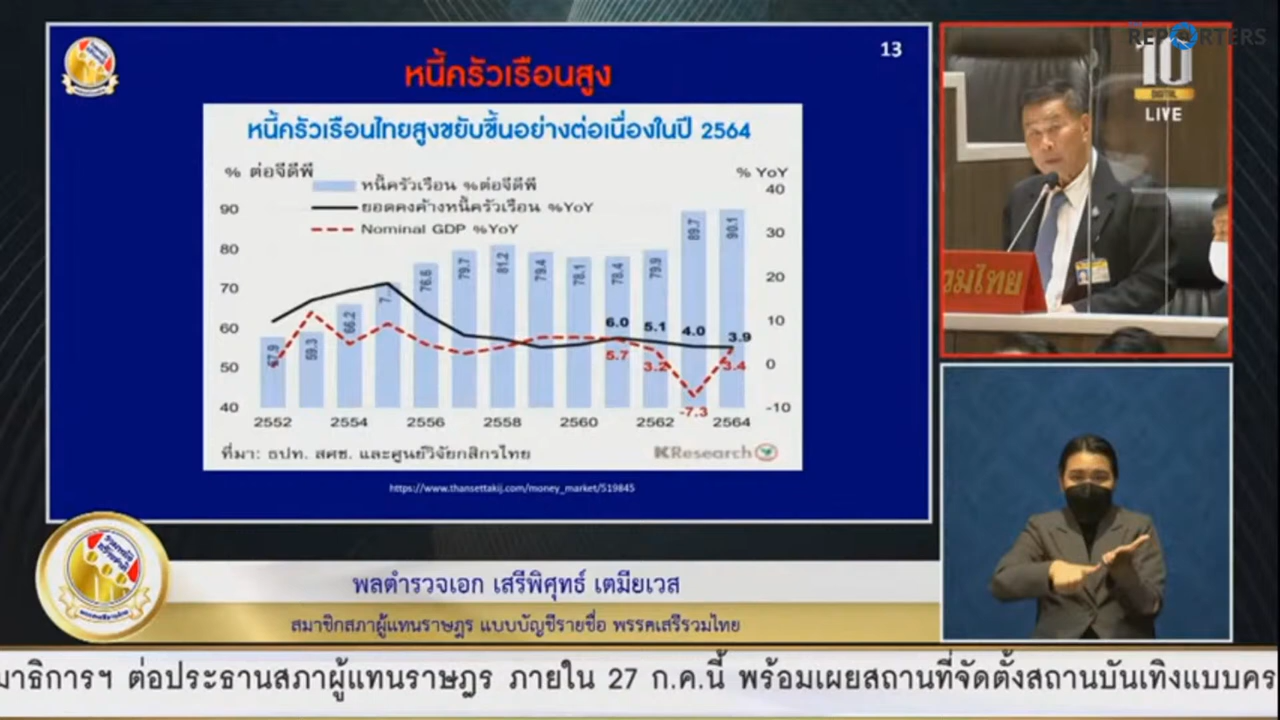 13
หนี้ครัวเรือนสูง
หนี้ครัวเรือนไทยสูงขยับขึ้นอย่างต่อเนื่องในปี 2564
% ต่อจีดีพี
% YoY
หนี้ครัวเรือน %ต่อจีดีพี
ยอดคงค้างหนี้ครัวเรือน %YoY
Nominal GDP %YoY
90
80
70
60
50
40
40
30
20
10
0
-10
59.3
66.2
76.6
79.7
81.2
79.4
78.1
78.4
79.9
89.7
90.1
6.0
5.1
4.0
3.9
5.7
3.2
-7.3
3.4
2552
2554
2556
2558
2560
2562
2564
ที่มา: ธปท. สศช. และศูนย์วิจัยกสิกรไทย
KResearch
https://www.thansettakij.com/money_market/519845
REPORTERS
10
DIGITAL
LIVE
รวมไทย
พลตำรวจเอก เสรีพิศุทธ์ เตมียเวส
สมาชิกสภาผู้แทนราษฎร แบบบัญชีรายชื่อ พรรคเสรีรวมไทย
มาธิการฯ ต่อประธานสภาผู้แทนราษฎร ภายใน 27 ก.ค.นี้ พร้อมเผยสถานที่จัดตั้งสถานบันเทิงแบบคร